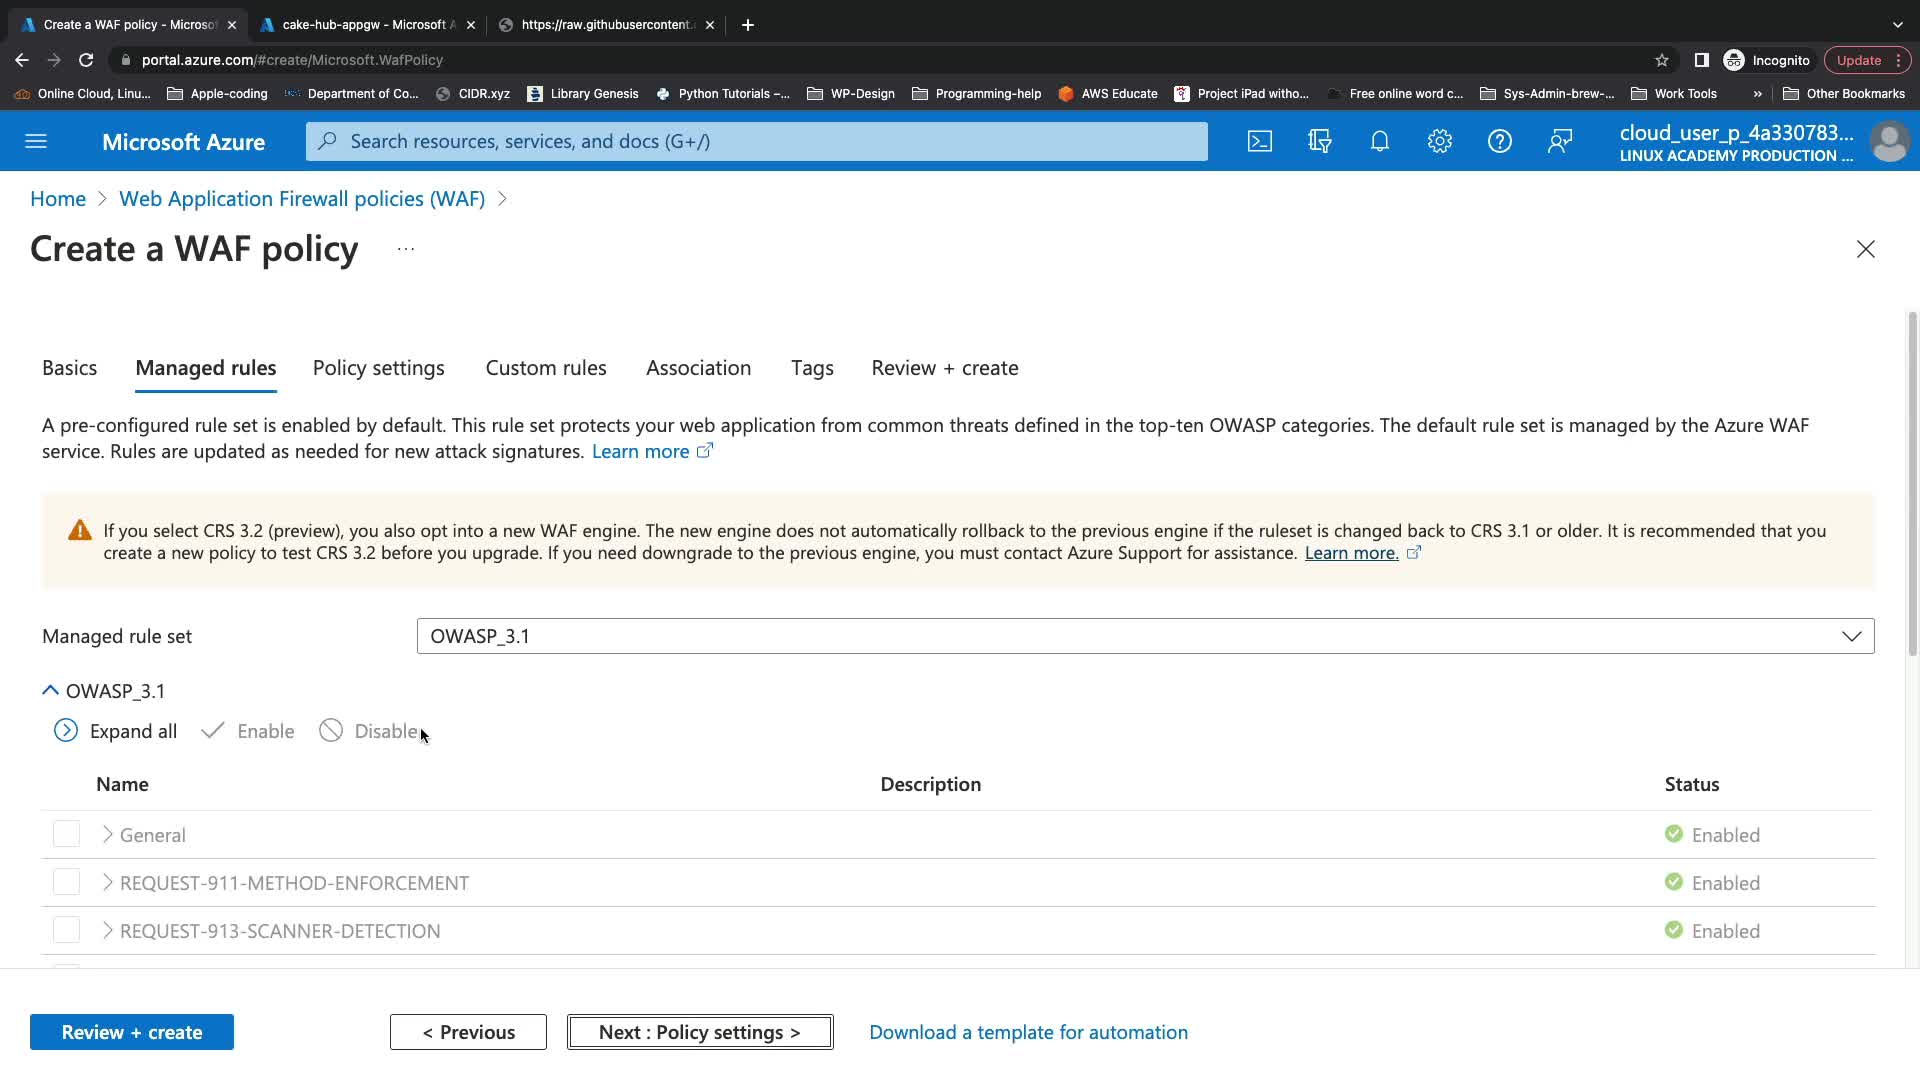 Create a WAF policy - Microsof
cake-hub-appgw - Microsoft A
https://raw.githubusercontent.
portal.azure.com/#create/Microsoft.WafPolicy
Incognito
Update
Online Cloud, Linu...
Apple-coding
Department of Co...
CIDR.xyz
Library Genesis
Python Tutorials –...
WP-Design
Programming-help
AWS Educate
Project iPad witho...
Free online word c...
Sys-Admin-brew-...
Work Tools
»
Other Bookmarks
Microsoft Azure
Search resources, services, and docs (G+/)
cloud_user_p_4a330783...
LINUX ACADEMY PRODUCTION ...
Home > Web Application Firewall policies (WAF) >
Create a WAF policy ...
Basics Managed rules Policy settings Custom rules Association Tags Review + create
A pre-configured rule set is enabled by default. This rule set protects your web application from common threats defined in the top-ten OWASP categories. The default rule set is managed by the Azure WAF
service. Rules are updated as needed for new attack signatures. Learn more
If you select CRS 3.2 (preview), you also opt into a new WAF engine. The new engine does not automatically rollback to the previous engine if the ruleset is changed back to CRS 3.1 or older. It is recommended that you
create a new policy to test CRS 3.2 before you upgrade. If you need downgrade to the previous engine, you must contact Azure Support for assistance. Learn more.
Managed rule set OWASP_3.1
OWASP_3.1
Expand all Enable Disable
Name Description Status
General Enabled
REQUEST-911-METHOD-ENFORCEMENT Enabled
REQUEST-913-SCANNER-DETECTION Enabled
Review + create < Previous Next : Policy settings > Download a template for automation